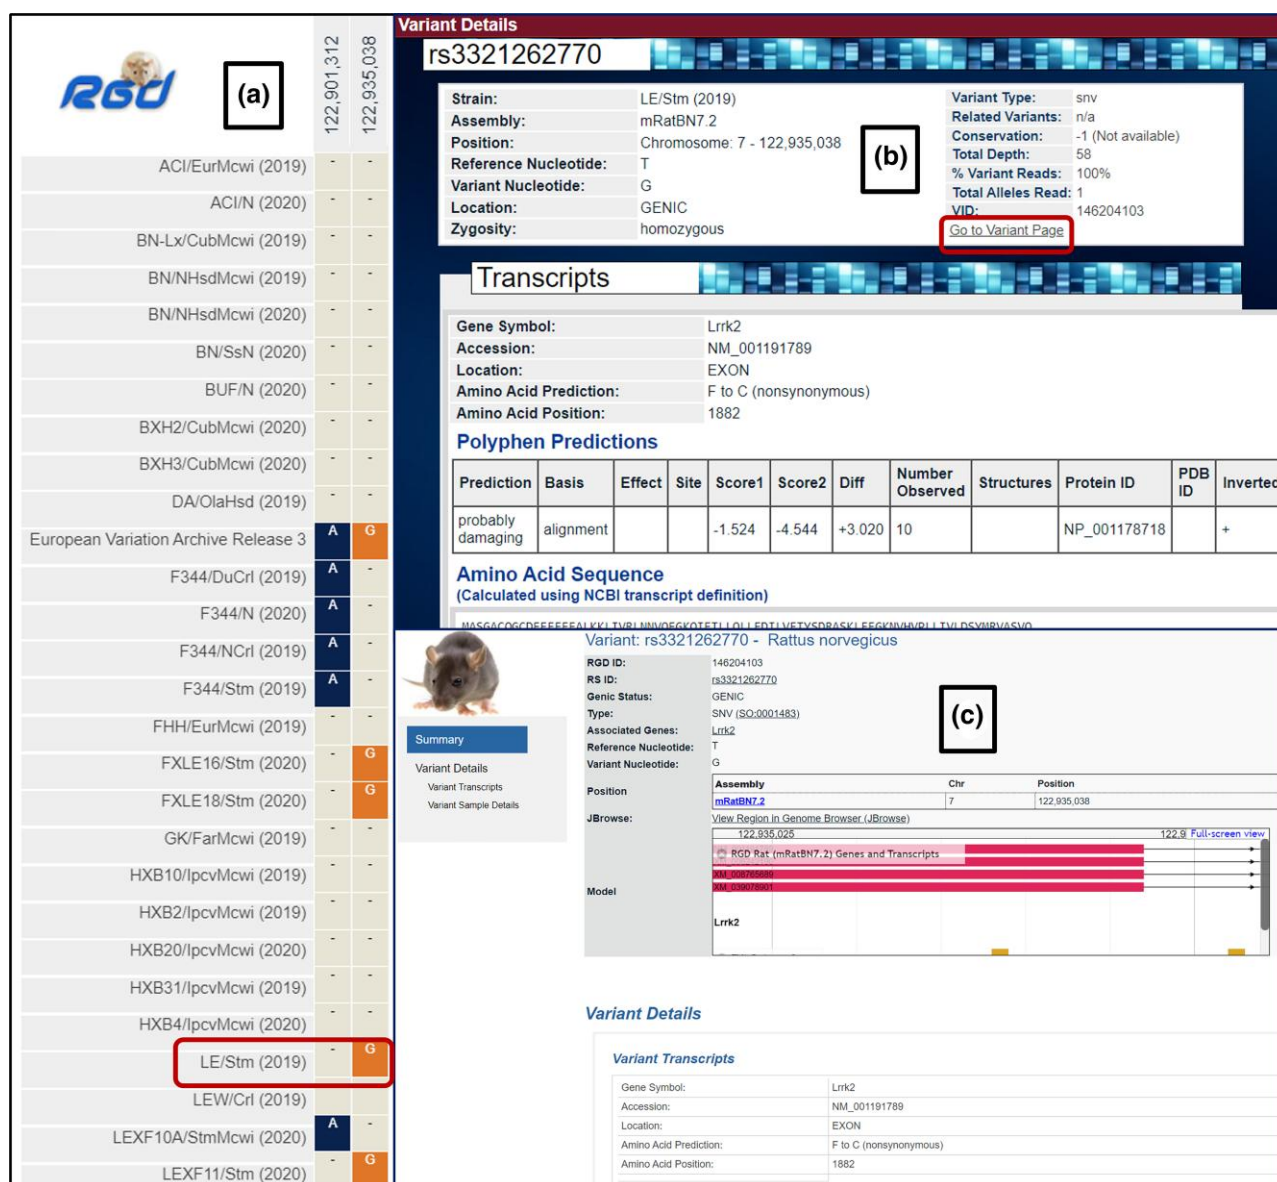 RGD
(a)
122,901,312
122,935,038
ACI/EurMcwi (2019) - -
ACI/N (2020) - -
BN-Lx/CubMcwi (2019) - -
BN/NHsdMcwi (2019) - -
BN/NHsdMcwi (2020) - -
BN/SsN (2020) - -
BUF/N (2020) - -
BXH2/CubMcwi (2020) - -
BXH3/CubMcwi (2020) - -
DA/OlaHsd (2019) - -
European Variation Archive Release 3 A G
F344/DuCrl (2019) A -
F344/N (2020) A -
F344/NCrl (2019) A -
F344/Stm (2019) A -
FHH/EurMcwi (2019) - -
FXLE16/Stm (2020) - G
FXLE18/Stm (2020) - G
GK/FarMcwi (2019) - -
HXB10/IpcvMcwi (2019) - -
HXB2/IpcvMcwi (2019) - -
HXB20/IpcvMcwi (2020) - -
HXB31/IpcvMcwi (2019) - -
HXB4/IpcvMcwi (2020) - -
LE/Stm (2019) - G
LEW/Crl (2019)
LEXF10A/StmMcwi (2020) A -
LEXF11/Stm (2020) - G
Variant Details
rs3321262770
(b)
Strain: LE/Stm (2019)
Assembly: mRatBN7.2
Position: Chromosome: 7 - 122,935,038
Reference Nucleotide: T
Variant Nucleotide: G
Location: GENIC
Zygosity: homozygous
Variant Type: snv
Related Variants: n/a
Conservation: -1 (Not available)
Total Depth: 58
% Variant Reads: 100%
Total Alleles Read: 1
VID: 146204103
Go to Variant Page
Transcripts
Gene Symbol: Lrrk2
Accession: NM_001191789
Location: EXON
Amino Acid Prediction: F to C (nonsynonymous)
Amino Acid Position: 1882
Polyphen Predictions
Prediction Basis Effect Site Score1 Score2 Diff Number Observed Structures Protein ID PDB ID Inverted
probably damaging alignment -1.524 -4.544 +3.020 10 NP_001178718 +
Amino Acid Sequence
(Calculated using NCBI transcript definition)
Variant: rs3321262770 - Rattus norvegicus
(c)
Summary
Variant Details
Variant Transcripts
Variant Sample Details
RGD ID: 146204103
RS ID: rs3321262770
Genic Status: GENIC
Type: SNV (SO:0001483)
Associated Genes: Lrrk2
Reference Nucleotide: T
Variant Nucleotide: G
Position
Assembly Chr Position
mRatBN7.2 7 122,935,038
JBrowse: View Region in Genome Browser (JBrowse)
Model
122,935,025 122,9 Full-screen view
RGD Rat (mRatBN7.2) Genes and Transcripts
XM_008765689
XM_039078901
Lrrk2
Variant Details
Variant Transcripts
Gene Symbol: Lrrk2
Accession: NM_001191789
Location: EXON
Amino Acid Prediction: F to C (nonsynonymous)
Amino Acid Position: 1882